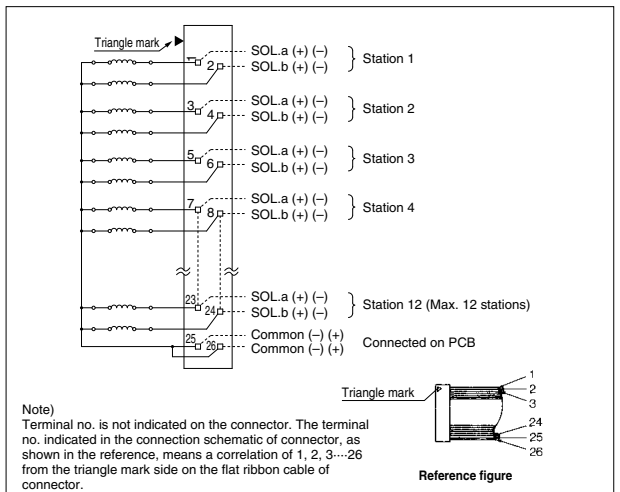 Triangle mark
1 SOL.a (+) (–)
2 SOL.b (+) (–)
Station 1
3 SOL.a (+) (–)
4 SOL.b (+) (–)
Station 2
5 SOL.a (+) (–)
6 SOL.b (+) (–)
Station 3
7 SOL.a (+) (–)
8 SOL.b (+) (–)
Station 4
23 SOL.a (+) (–)
24 SOL.b (+) (–)
Station 12 (Max. 12 stations)
25 Common (–) (+)
26 Common (–) (+)
Connected on PCB
Note)
Terminal no. is not indicated on the connector. The terminal
no. indicated in the connection schematic of connector, as
shown in the reference, means a correlation of 1, 2, 3····26
from the triangle mark side on the flat ribbon cable of
connector.
Triangle mark
1
2
3
24
25
26
Reference figure